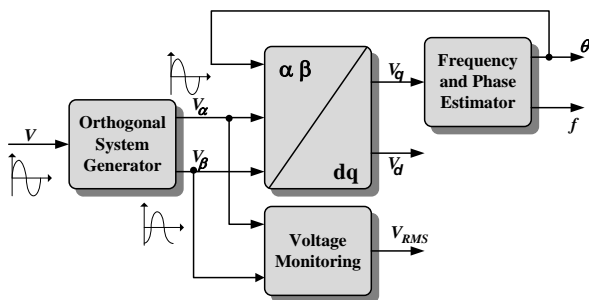 V
Orthogonal
System
Generator
Vα
Vβ
α β
dq
Vq
Vd
Frequency
and Phase
Estimator
θ
f
Voltage
Monitoring
VRMS